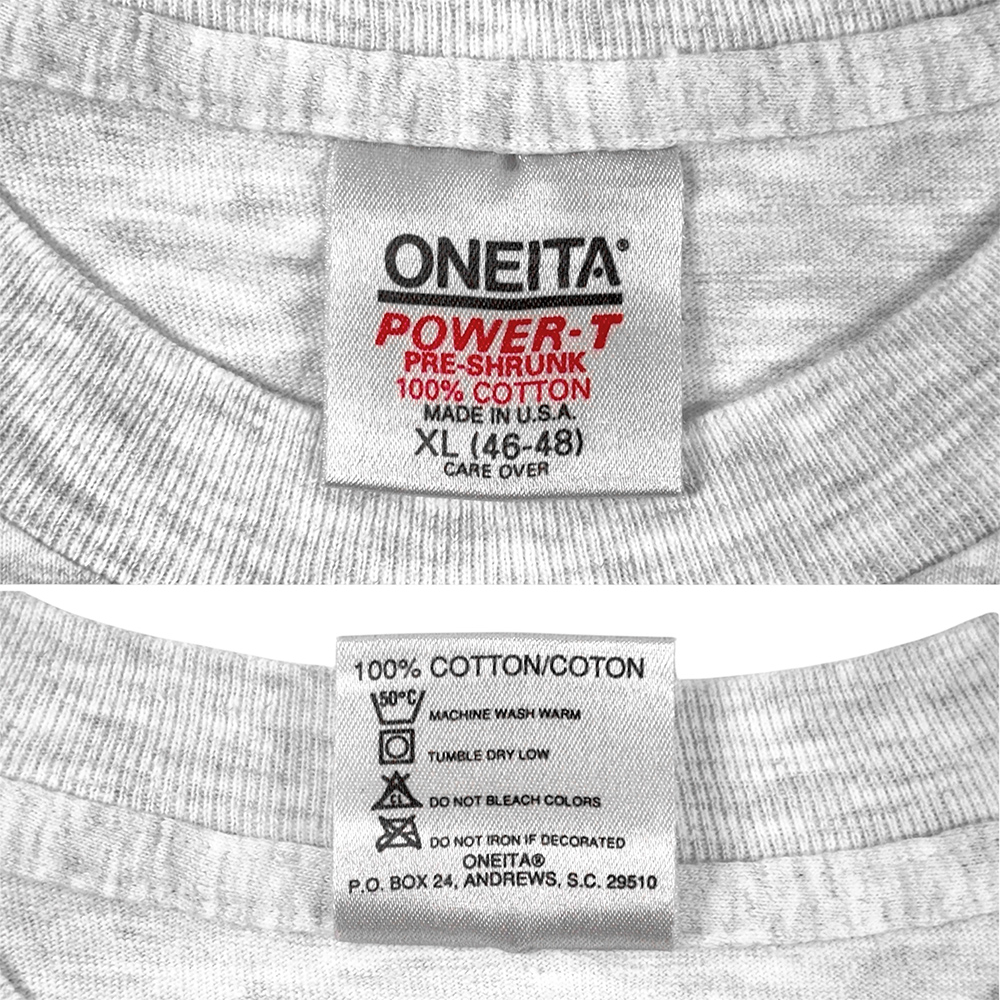 ONEITA®
POWER-T
PRE-SHRUNK
100% COTTON
MADE IN U.S.A.
XL (46-48)
CARE OVER
100% COTTON/COTON
50°C
MACHINE WASH WARM
TUMBLE DRY LOW
CL
DO NOT BLEACH COLORS
DO NOT IRON IF DECORATED
ONEITA®
P.O. BOX 24, ANDREWS, S.C. 29510